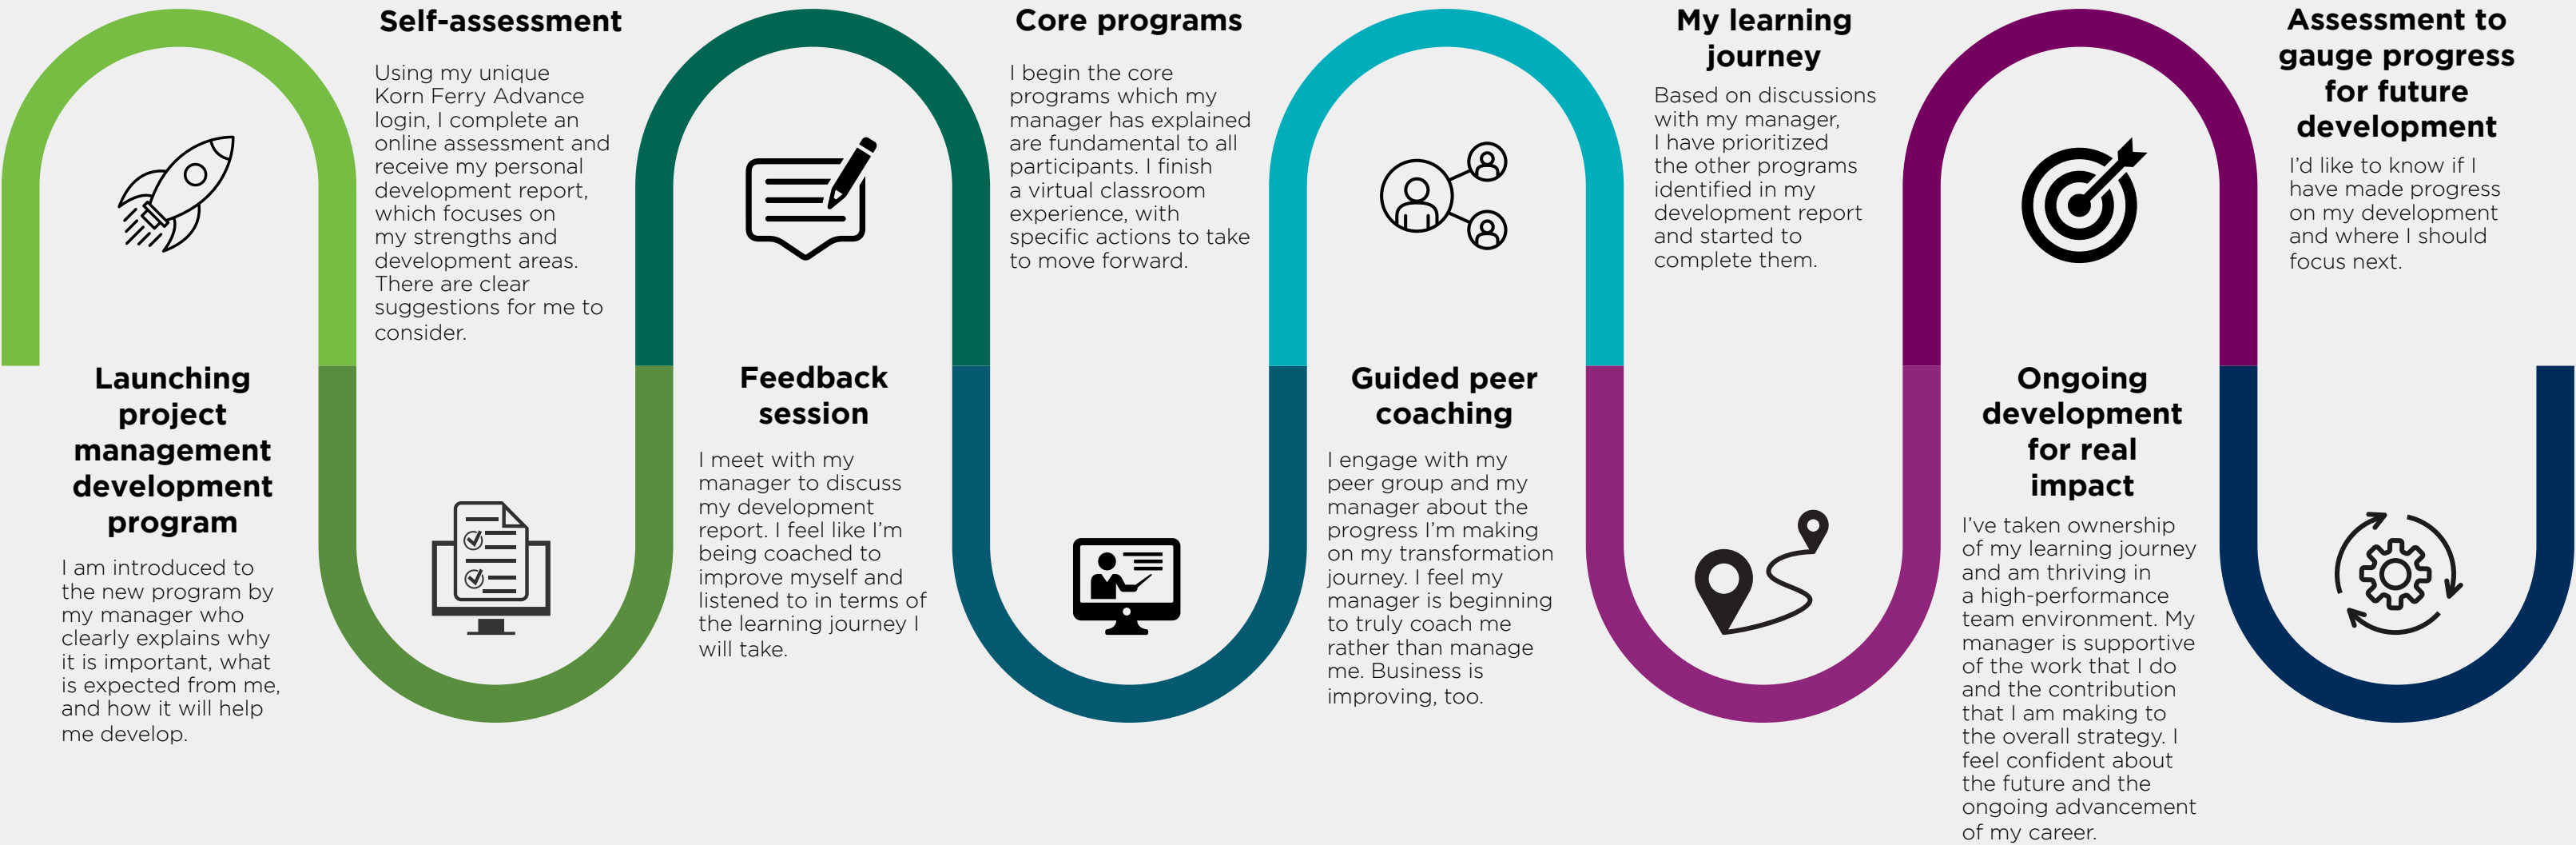 Launching
project
management
development
program
I am introduced to
the new program by
my manager who
clearly explains why
it is important, what
is expected from me,
and how it will help
me develop.
Self-assessment
Using my unique
Korn Ferry Advance
login, I complete an
online assessment and
receive my personal
development report,
which focuses on
my strengths and
development areas.
There are clear
suggestions for me to
consider.
Feedback
session
I meet with my
manager to discuss
my development
report. I feel like I’m
being coached to
improve myself and
listened to in terms of
the learning journey I
will take.
Core programs
I begin the core
programs which my
manager has explained
are fundamental to all
participants. I finish
a virtual classroom
experience, with
specific actions to take
to move forward.
Guided peer
coaching
I engage with my
peer group and my
manager about the
progress I’m making
on my transformation
journey. I feel my
manager is beginning
to truly coach me
rather than manage
me. Business is
improving, too.
My learning
journey
Based on discussions
with my manager,
I have prioritized
the other programs
identified in my
development report
and started to
complete them.
Ongoing
development
for real
impact
I’ve taken ownership
of my learning journey
and am thriving in
a high-performance
team environment. My
manager is supportive
of the work that I do
and the contribution
that I am making to
the overall strategy. I
feel confident about
the future and the
ongoing advancement
of my career.
Assessment to
gauge progress
for future
development
I’d like to know if I
have made progress
on my development
and where I should
focus next.